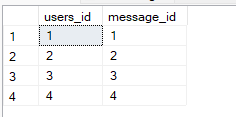 users_id message_id
1 1 1
2 2 2
3 3 3
4 4 4